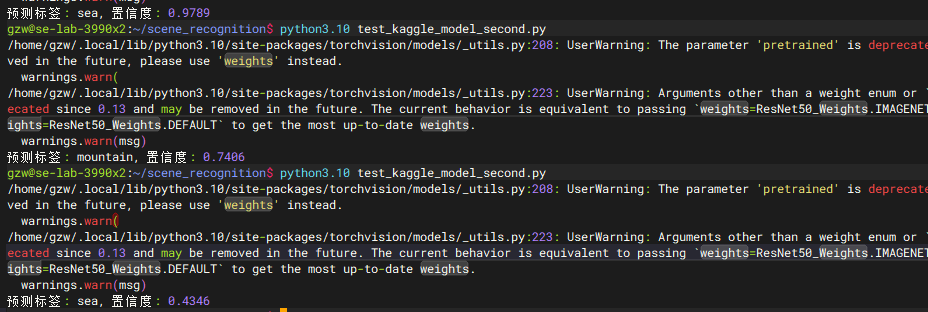 warnings.warn(msg)
预测标签: sea, 置信度: 0.9789
gzw@se-lab-3990x2:~/scene_recognition$ python3.10 test_kaggle_model_second.py
/home/gzw/.local/lib/python3.10/site-packages/torchvision/models/_utils.py:208: UserWarning: The parameter 'pretrained' is deprecate
ved in the future, please use 'weights' instead.
warnings.warn(
/home/gzw/.local/lib/python3.10/site-packages/torchvision/models/_utils.py:223: UserWarning: Arguments other than a weight enum or `
ecated since 0.13 and may be removed in the future. The current behavior is equivalent to passing `weights=ResNet50_Weights.IMAGENET
ights=ResNet50_Weights.DEFAULT` to get the most up-to-date weights.
warnings.warn(msg)
预测标签: mountain, 置信度: 0.7406
gzw@se-lab-3990x2:~/scene_recognition$ python3.10 test_kaggle_model_second.py
/home/gzw/.local/lib/python3.10/site-packages/torchvision/models/_utils.py:208: UserWarning: The parameter 'pretrained' is deprecate
ved in the future, please use 'weights' instead.
warnings.warn(
/home/gzw/.local/lib/python3.10/site-packages/torchvision/models/_utils.py:223: UserWarning: Arguments other than a weight enum or `
ecated since 0.13 and may be removed in the future. The current behavior is equivalent to passing `weights=ResNet50_Weights.IMAGENET
ights=ResNet50_Weights.DEFAULT` to get the most up-to-date weights.
warnings.warn(msg)
预测标签: sea, 置信度: 0.4346